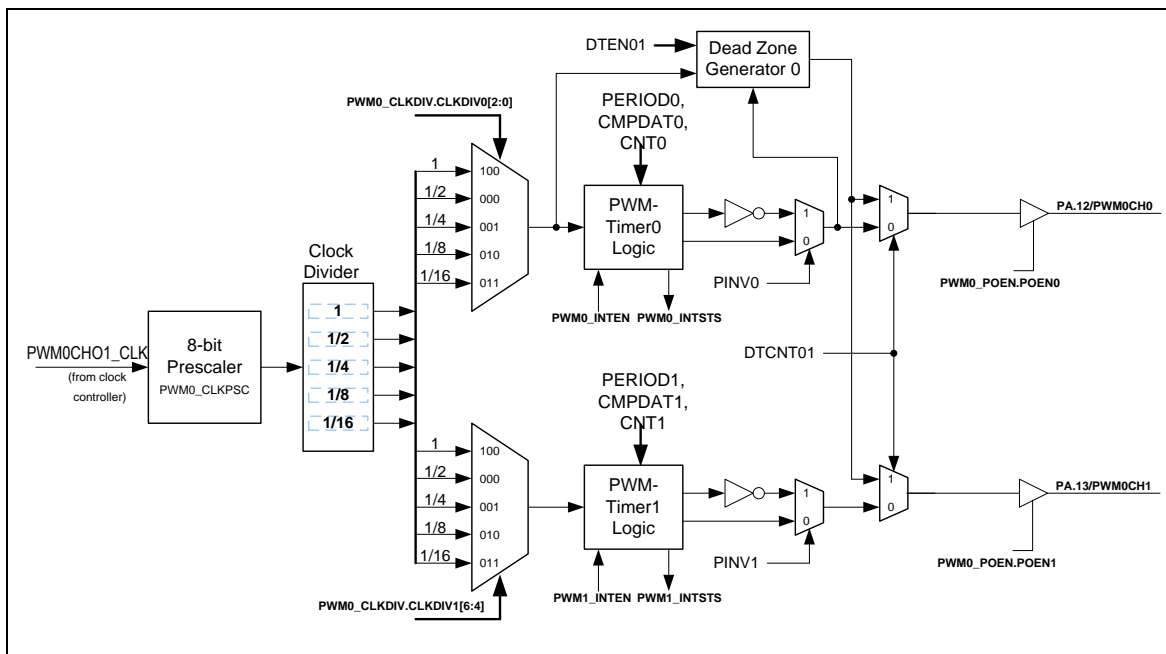 DTEN01
Dead Zone
Generator 0
PWM0_CLKDIV.CLKDIV0[2:0]
PERIOD0,
CMPDAT0,
CNT0
1
100
1/2
000
1/4
001
1/8
010
1/16
011
PWM-
Timer0
Logic
1
0
1
0
PA.12/PWM0CH0
PINV0
PWM0_POEN.POEN0
PWM0_INTEN
PWM0_INTSTS
Clock
Divider
1
1/2
1/4
1/8
1/16
PWM0CHO1_CLK
(from clock
controller)
8-bit
Prescaler
PWM0_CLKPSC
DTCNT01
PERIOD1,
CMPDAT1,
CNT1
1
100
1/2
000
1/4
001
1/8
010
1/16
011
PWM-
Timer1
Logic
1
0
1
0
PA.13/PWM0CH1
PINV1
PWM0_POEN.POEN1
PWM1_INTEN
PWM1_INTSTS
PWM0_CLKDIV.CLKDIV1[6:4]